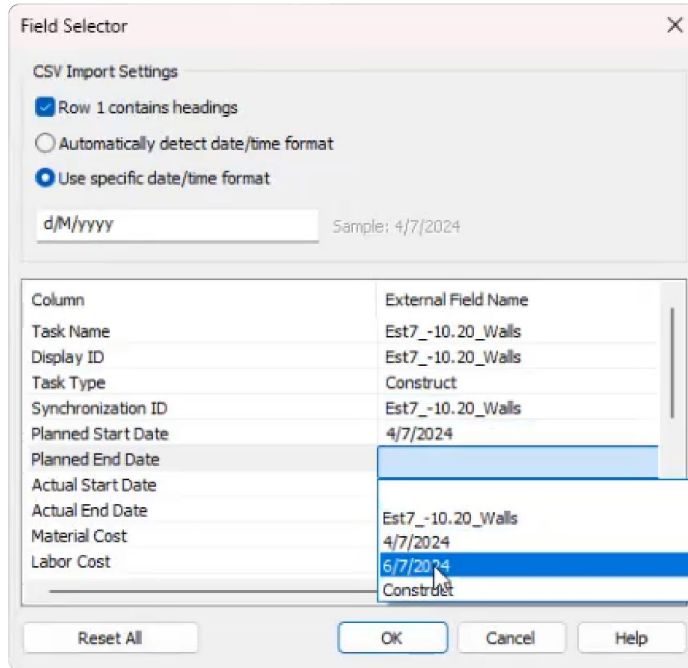 Field Selector
CSV Import Settings
Row 1 contains headings
Automatically detect date/time format
Use specific date/time format
d/M/yyyy Sample: 4/7/2024
Column External Field Name
Task Name Est7_-10.20_Walls
Display ID Est7_-10.20_Walls
Task Type Construct
Synchronization ID Est7_-10.20_Walls
Planned Start Date 4/7/2024
Planned End Date
Actual Start Date
Actual End Date Est7_-10.20_Walls
Material Cost 4/7/2024
Labor Cost 6/7/2024
Construct
Reset All OK Cancel Help